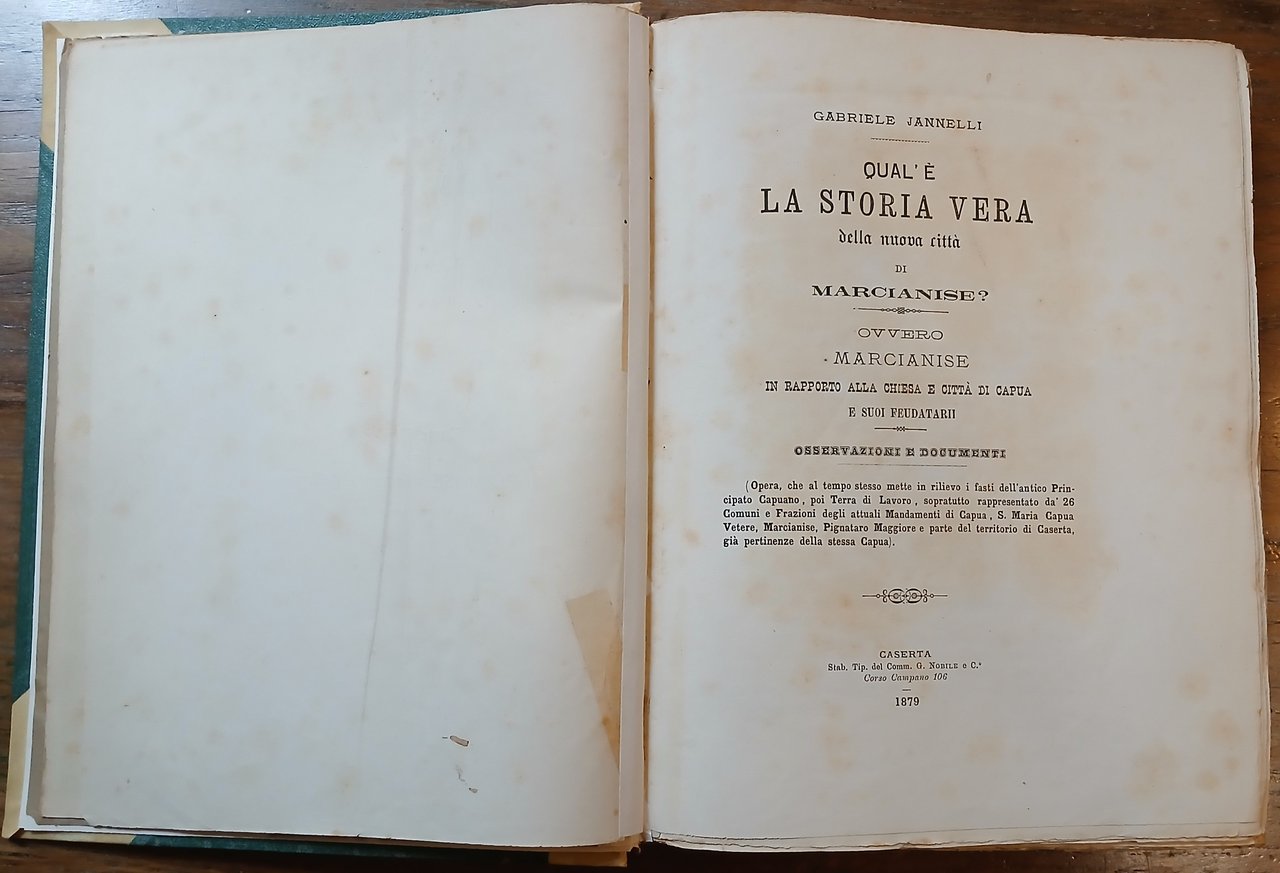 GABRIELE JANNELLI
QUAL' È
LA STORIA VERA
della nuova città
DI
MARCIANISE?
OVVERO
MARCIANISE
IN RAPPORTO ALLA CHIESA E CITTÀ DI CAPUA
E SUOI FEUDATARII
OSSERVAZIONI E DOCUMENTI
(Opera, che al tempo stesso mette in rilievo i fasti dell'antico Prin-
cipato Capuano, poi Terra di Lavoro, sopratutto rappresentato da' 26
Comuni e Frazioni degli attuali Mandamenti di Capua, S. Maria Capua
Vetere, Marcianise, Pignataro Maggiore e parte del territorio di Caserta,
già pertinenze della stessa Capua).
CASERTA
Stab. Tip. del Comm. G. NOBILE e C.°
Corso Campano 106
1879